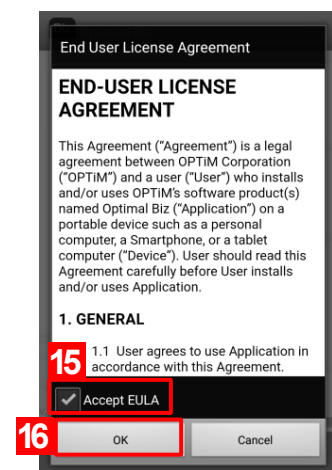 End User License Agreement
END-USER LICENSE
AGREEMENT
This Agreement (“Agreement”) is a legal
agreement between OPTiM Corporation
(“OPTiM”) and a user (“User”) who installs
and/or uses OPTiM's software product(s)
named Optimal Biz (“Application”) on a
portable device such as a personal
computer, a Smartphone, or a tablet
computer (“Device”). User should read this
Agreement carefully before User installs
and/or uses Application.
1. GENERAL
1.1 User agrees to use Application in
accordance with this Agreement.
15
Accept EULA
16
OK
Cancel